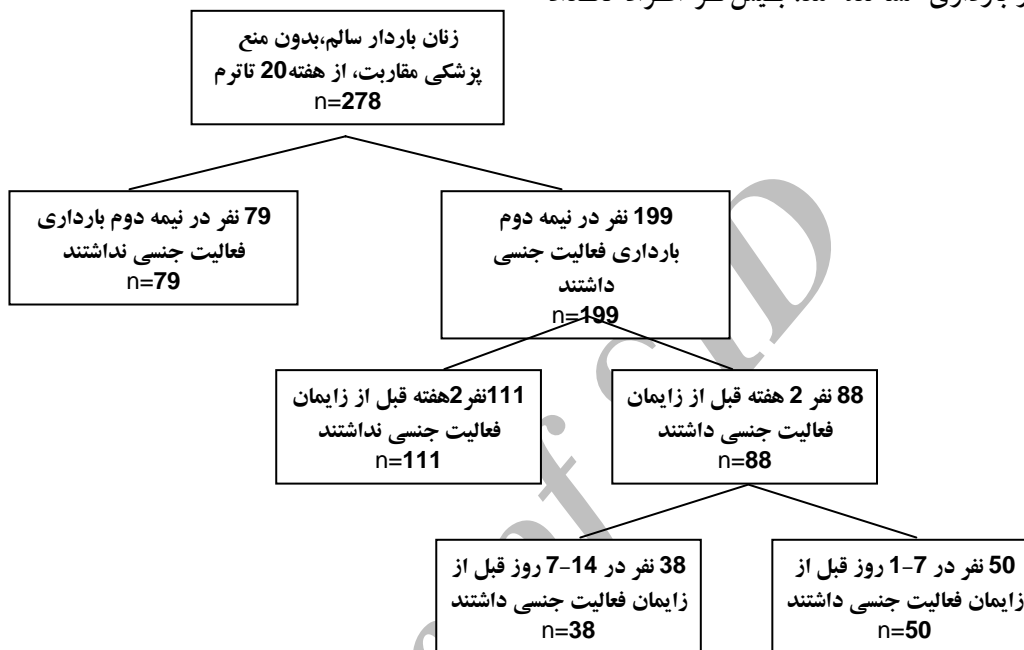 زنان باردار سالم،بدون منع
پزشکی مقاربت، از هفته20 تاترم
n=278
79 نفر در نیمه دوم بارداری
فعالیت جنسی نداشتند
n=79
199 نفر در نیمه دوم
بارداری فعالیت جنسی
داشتند
n=199
111نفر2هفته قبل از زایمان
فعالیت جنسی نداشتند
n=111
88 نفر 2 هفته قبل از زایمان
فعالیت جنسی داشتند
n=88
38 نفر در 14-7 روز قبل از
زایمان فعالیت جنسی داشتند
n=38
50 نفر در 7-1 روز قبل از
زایمان فعالیت جنسی داشتند
n=50